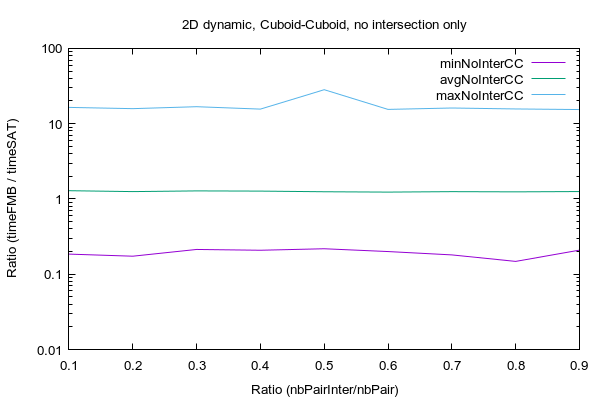 2D dynamic, Cuboid-Cuboid, no intersection only
100
10
1
0.1
0.01
Ratio (timeFMB / timeSAT)
minNoInterCC
avgNoInterCC
maxNoInterCC
0.1 0.2 0.3 0.4 0.5 0.6 0.7 0.8 0.9
Ratio (nbPairInter/nbPair)